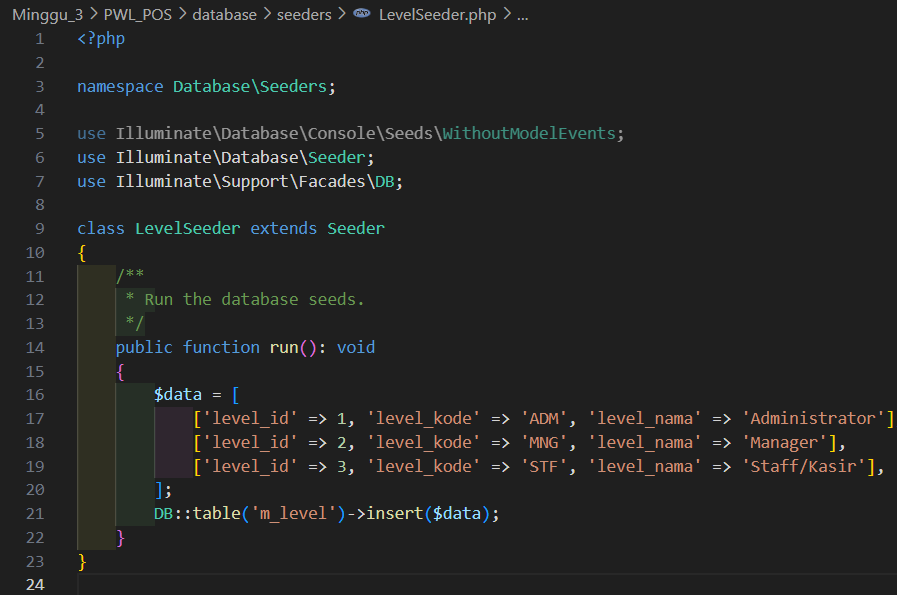 Minggu_3 > PWL_POS > database > seeders > LevelSeeder.php > ...
1 <?php
2
3 namespace Database\Seeders;
4
5 use Illuminate\Database\Console\Seeds\WithoutModelEvents;
6 use Illuminate\Database\Seeder;
7 use Illuminate\Support\Facades\DB;
8
9 class LevelSeeder extends Seeder
10 {
11     /**
12      * Run the database seeds.
13      */
14     public function run(): void
15     {
16         $data = [
17             ['level_id' => 1, 'level_kode' => 'ADM', 'level_nama' => 'Administrator']
18             ['level_id' => 2, 'level_kode' => 'MNG', 'level_nama' => 'Manager'],
19             ['level_id' => 3, 'level_kode' => 'STF', 'level_nama' => 'Staff/Kasir'],
20         ];
21         DB::table('m_level')->insert($data);
22     }
23 }
24